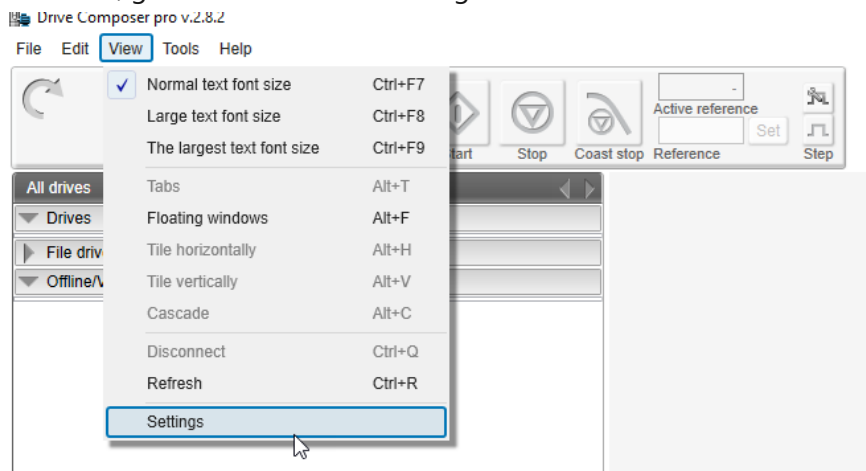 Drive Composer pro v.2.8.2
File Edit View Tools Help
Normal text font size Ctrl+F7
Large text font size Ctrl+F8
The largest text font size Ctrl+F9
Tabs Alt+T
Floating windows Alt+F
Tile horizontally Alt+H
Tile vertically Alt+V
Cascade Alt+C
Disconnect Ctrl+Q
Refresh Ctrl+R
Settings
Stop Coast stop
-
Active reference
Set
Reference
Step
All drives
Drives
File driv
Offline/V